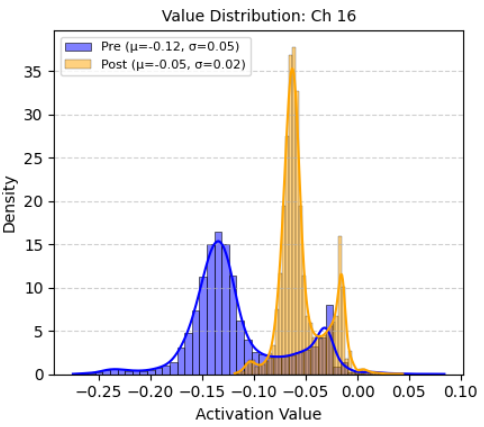 Value Distribution: Ch 16
Pre (μ=-0.12, σ=0.05)
Post (μ=-0.05, σ=0.02)
Density
35
30
25
20
15
10
5
0
−0.25 −0.20 −0.15 −0.10 −0.05 0.00 0.05 0.10
Activation Value